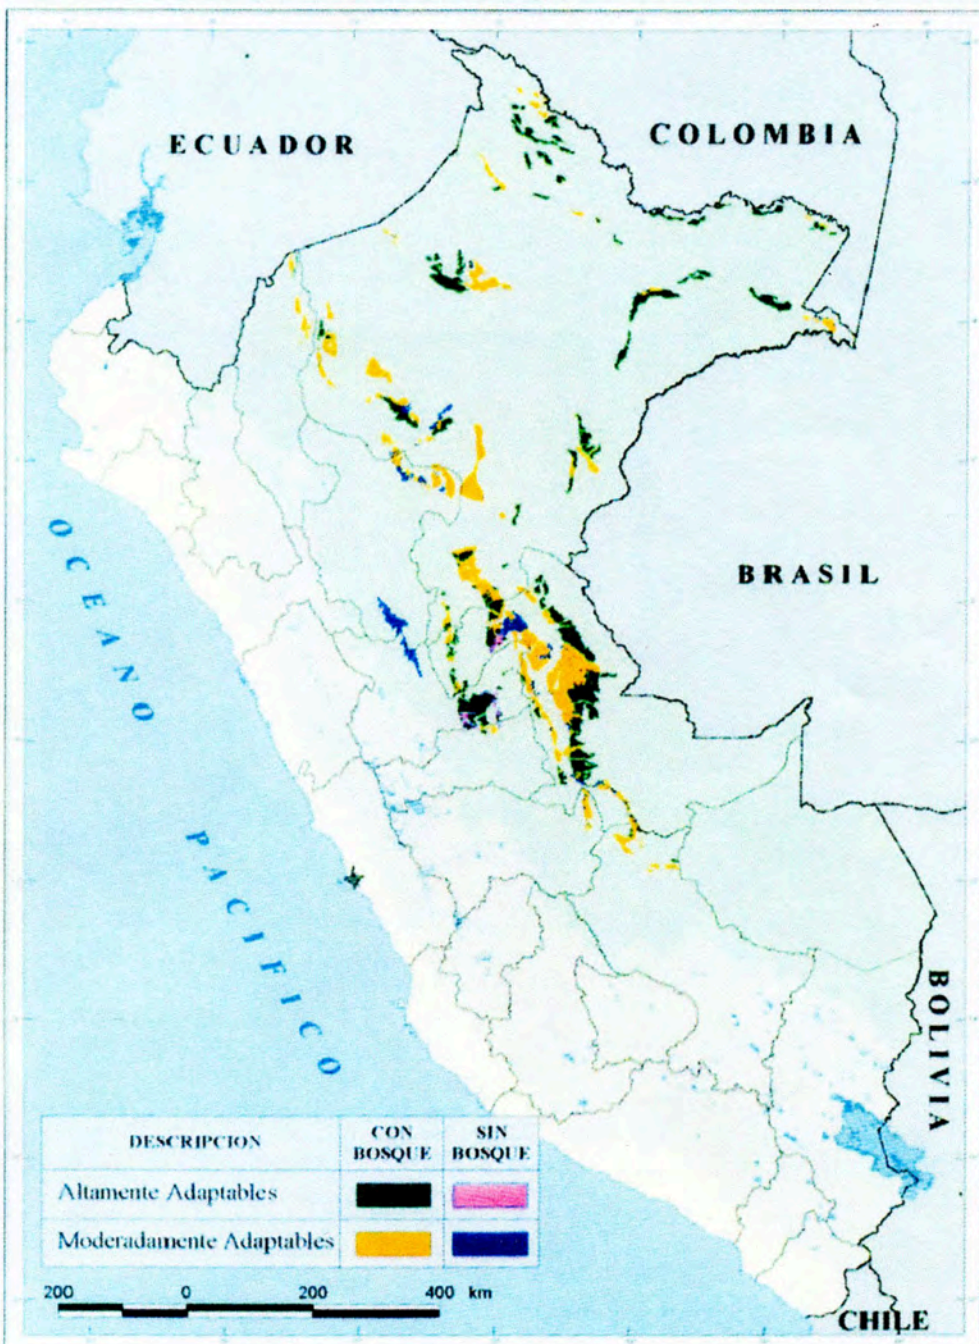 ECUADOR
COLOMBIA
BRASIL
OCEANO
PACIFICO
BOLIVIA
DESCRIPCION
CON BOSQUE
SIN BOSQUE
Altamente Adaptables
Moderadamente Adaptables
200 0 200 400 km
CHILE